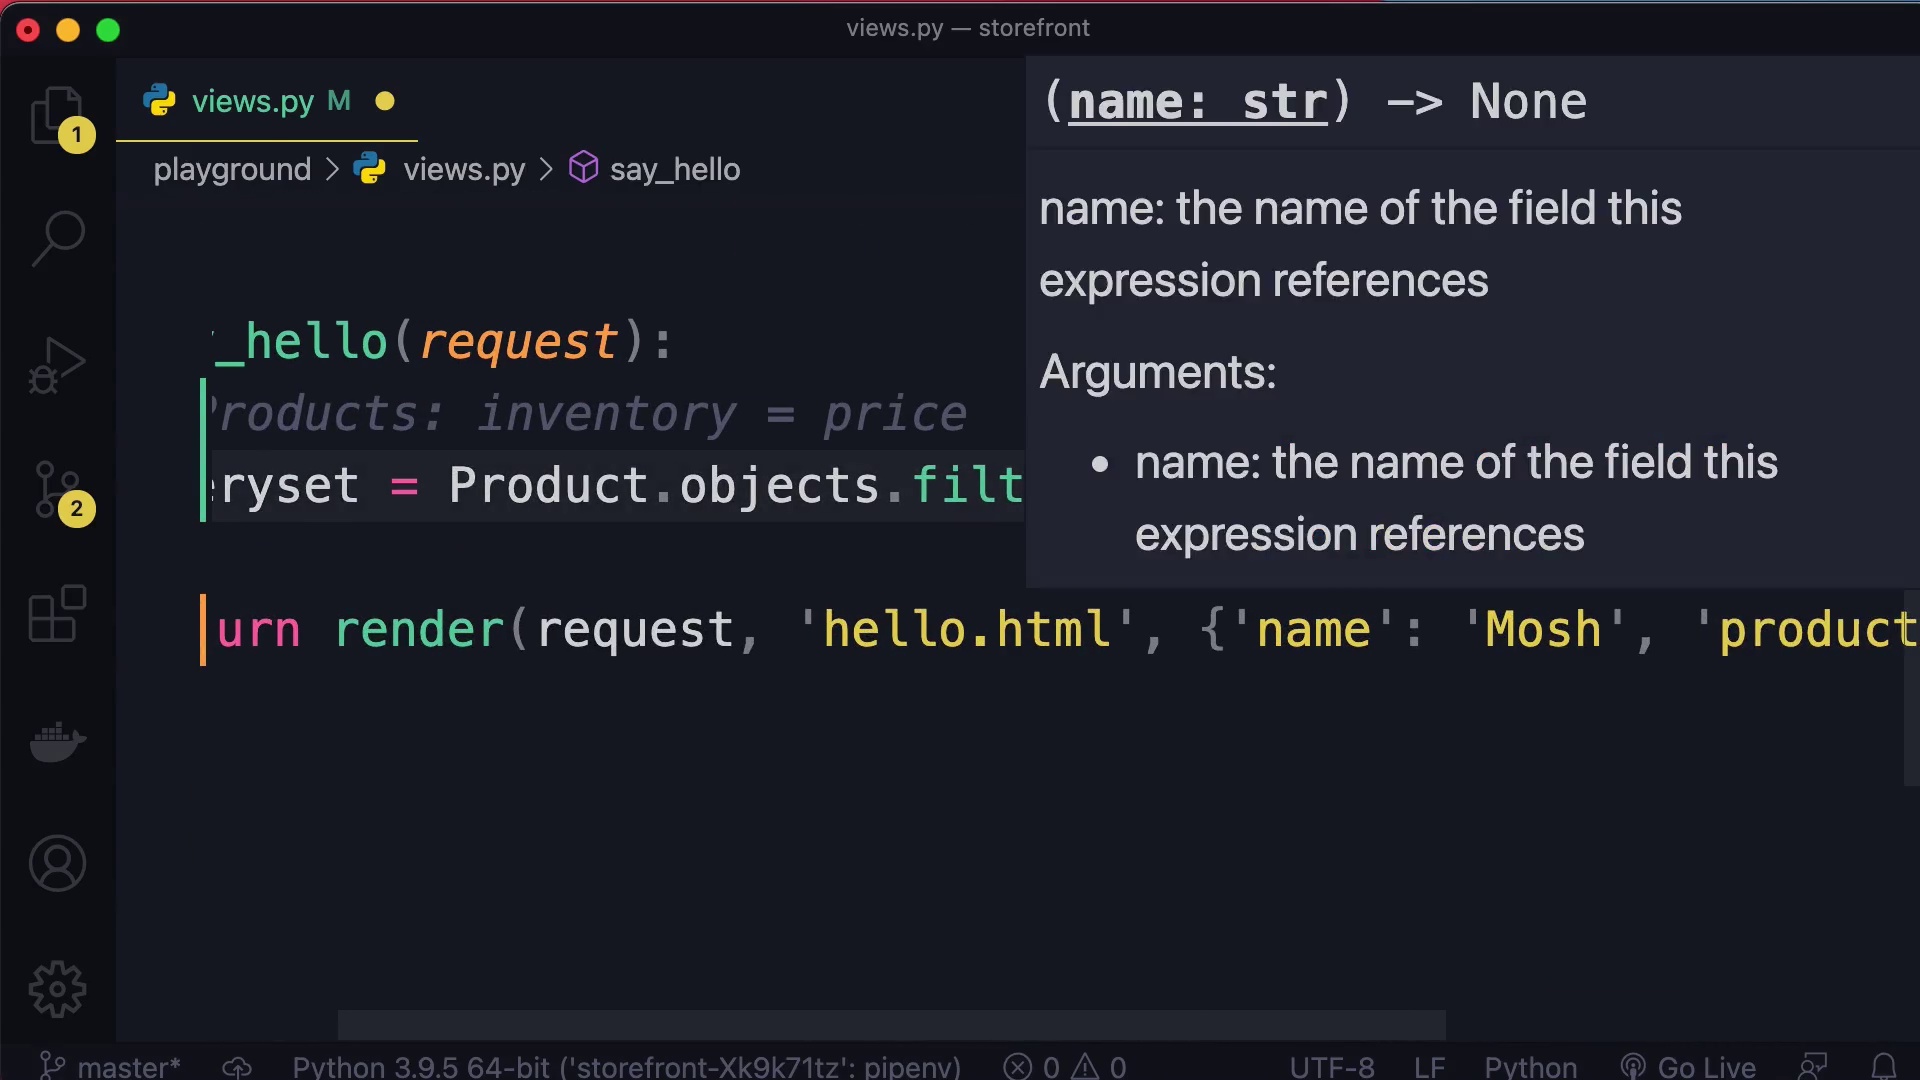 views.py — storefront
views.py M
(name: str) -> None
1
playground > views.py > say_hello
name: the name of the field this
expression references
_hello(request):
Arguments:
Products: inventory = price
name: the name of the field this
expression references
eryset = Product.objects.filt
2
urn render(request, 'hello.html', {'name': 'Mosh', 'product
master*
Python 3.9.5 64-bit ('storefront-Xk9k71tz': pipenv)
0
0
UTF-8
LF
Python
Go Live